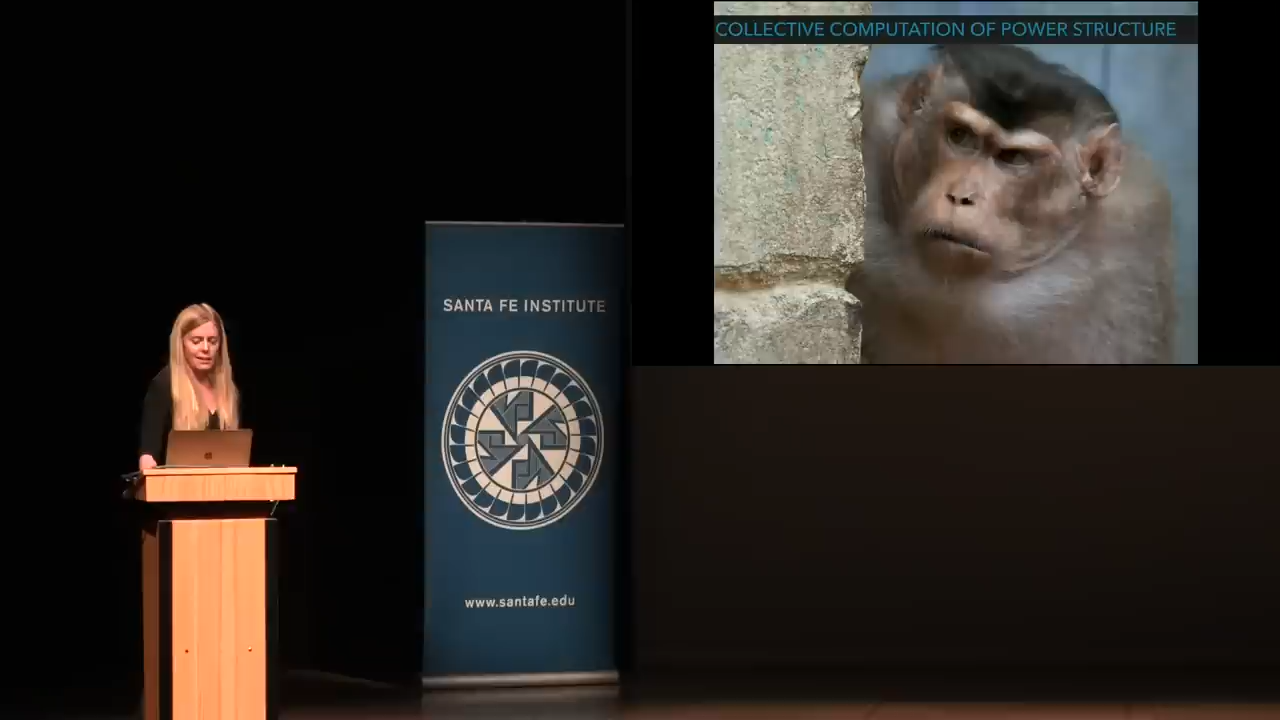 COLLECTIVE COMPUTATION OF POWER STRUCTURE
SANTA FE INSTITUTE
www.santafe.edu